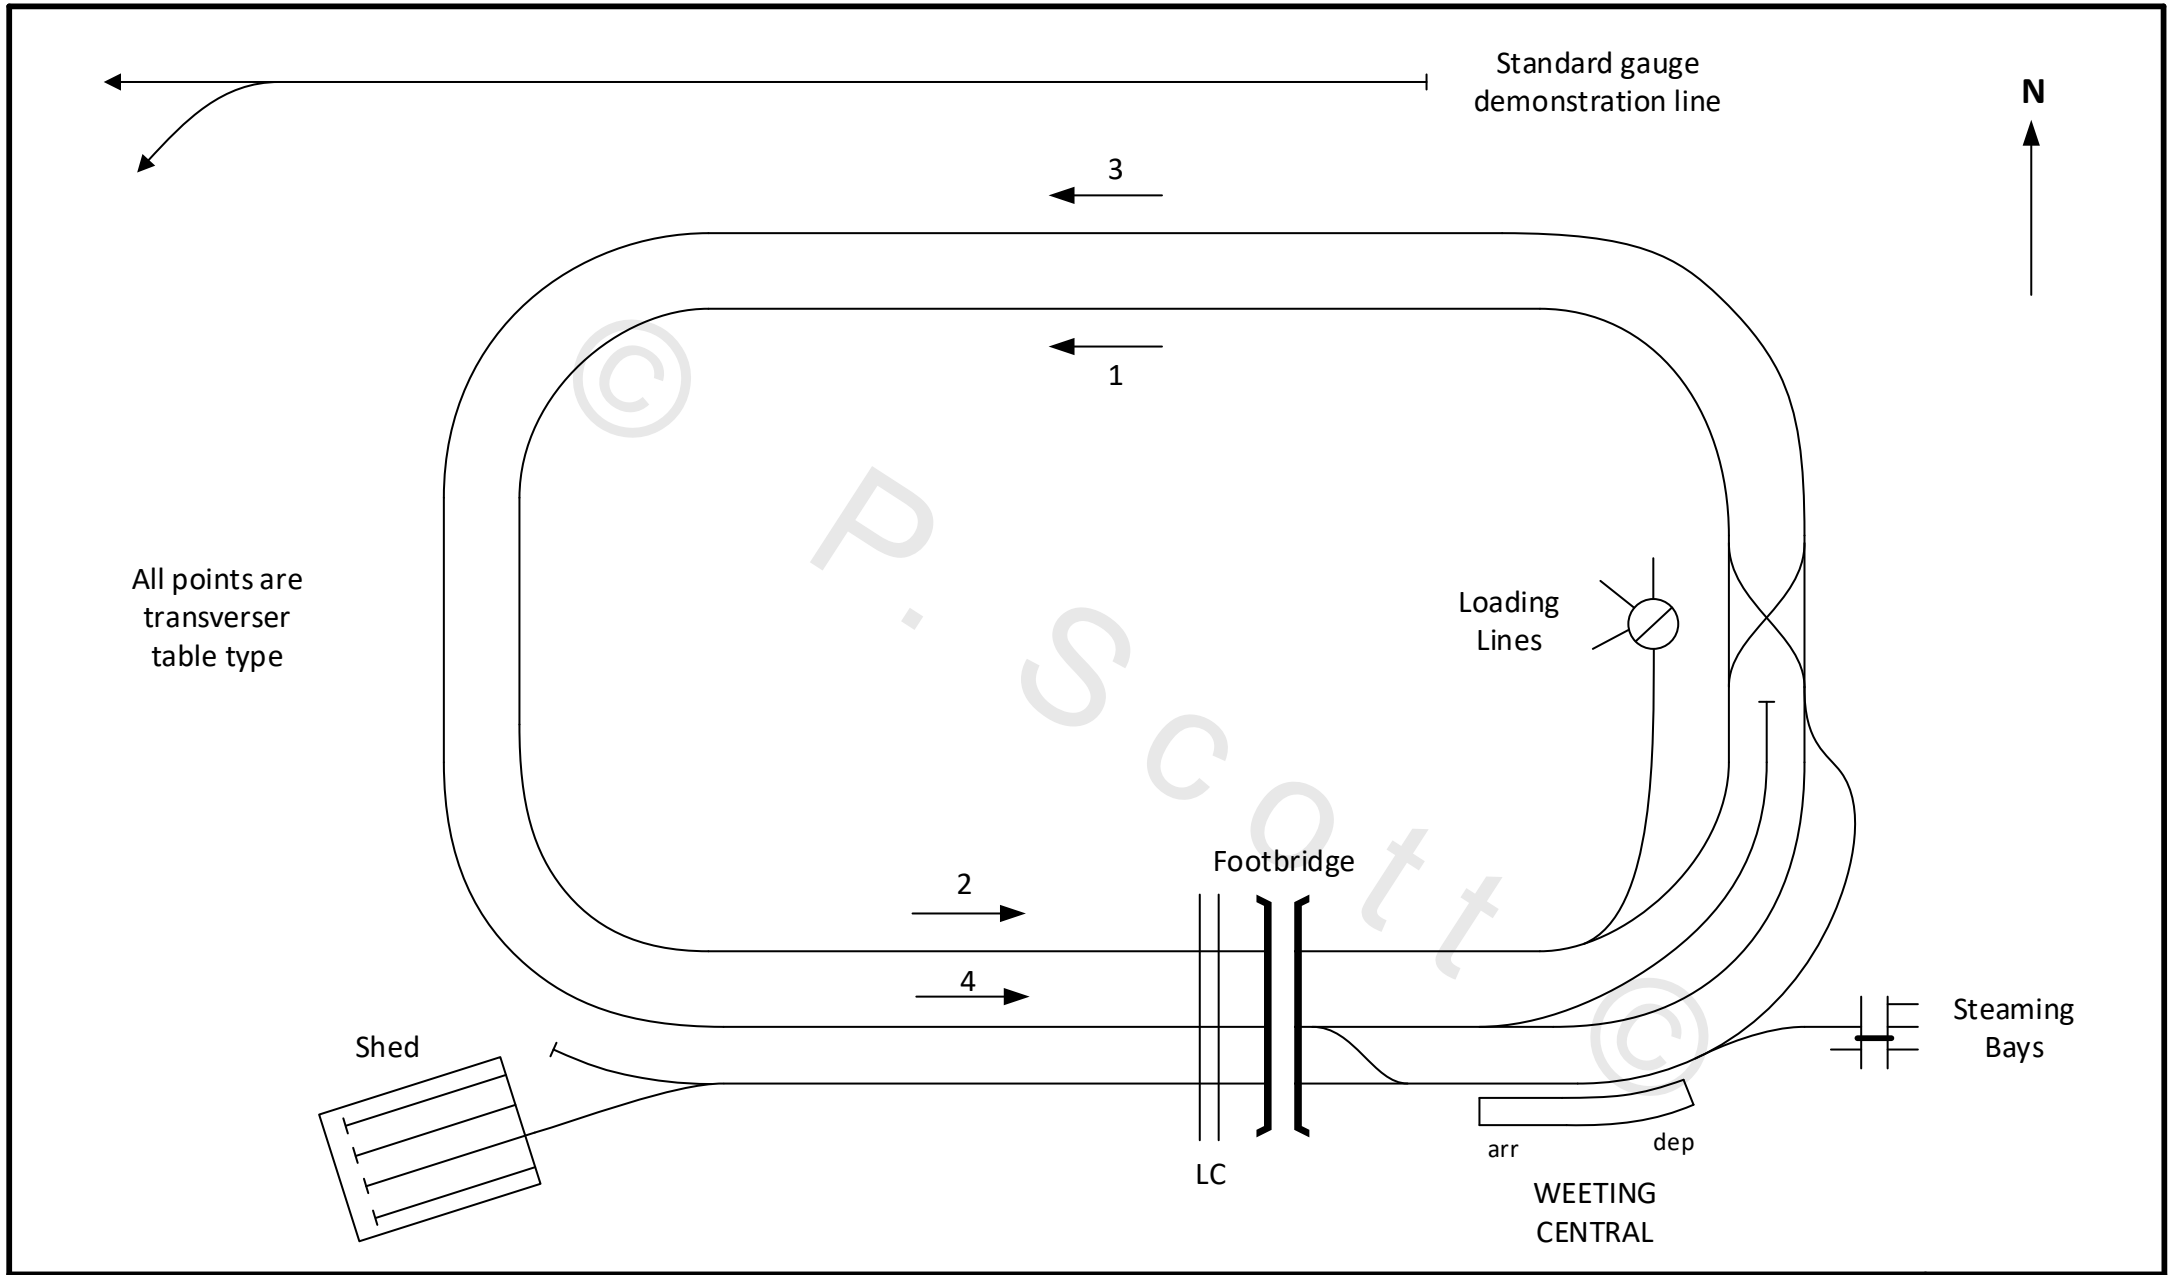 Standard gauge
demonstration line
N
3
1
All points are
transverser
table type
Loading
Lines
Footbridge
2
4
Shed
Steaming
Bays
arr
dep
LC
WEETING
CENTRAL
© P. Scott ©